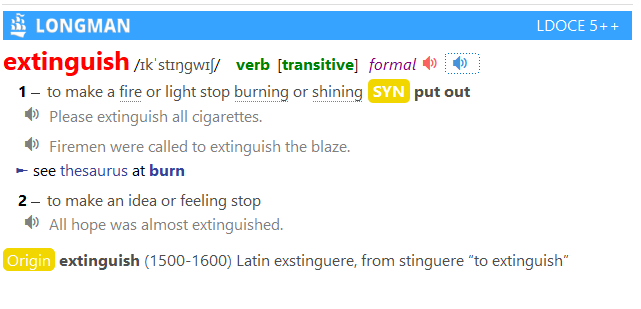 LONGMAN LDOCE 5++
extinguish /ɪkˈstɪŋɡwɪʃ/ verb [transitive] formal
1 – to make a fire or light stop burning or shining SYN put out
Please extinguish all cigarettes.
Firemen were called to extinguish the blaze.
see thesaurus at burn
2 – to make an idea or feeling stop
All hope was almost extinguished.
Origin extinguish (1500-1600) Latin exstinguere, from stinguere “to extinguish”